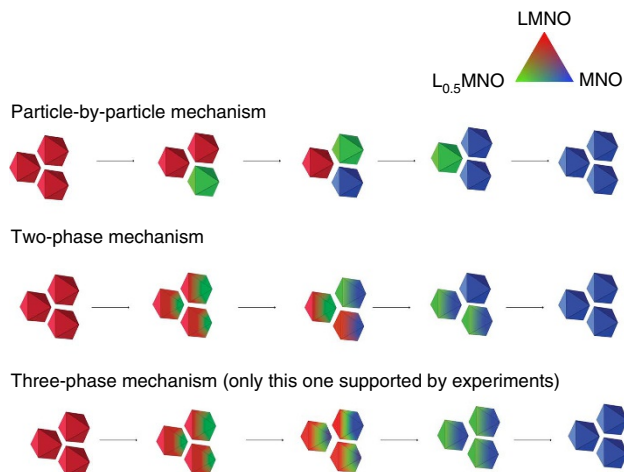 LMNO
L0.5MNO MNO
Particle-by-particle mechanism
Two-phase mechanism
Three-phase mechanism (only this one supported by experiments)